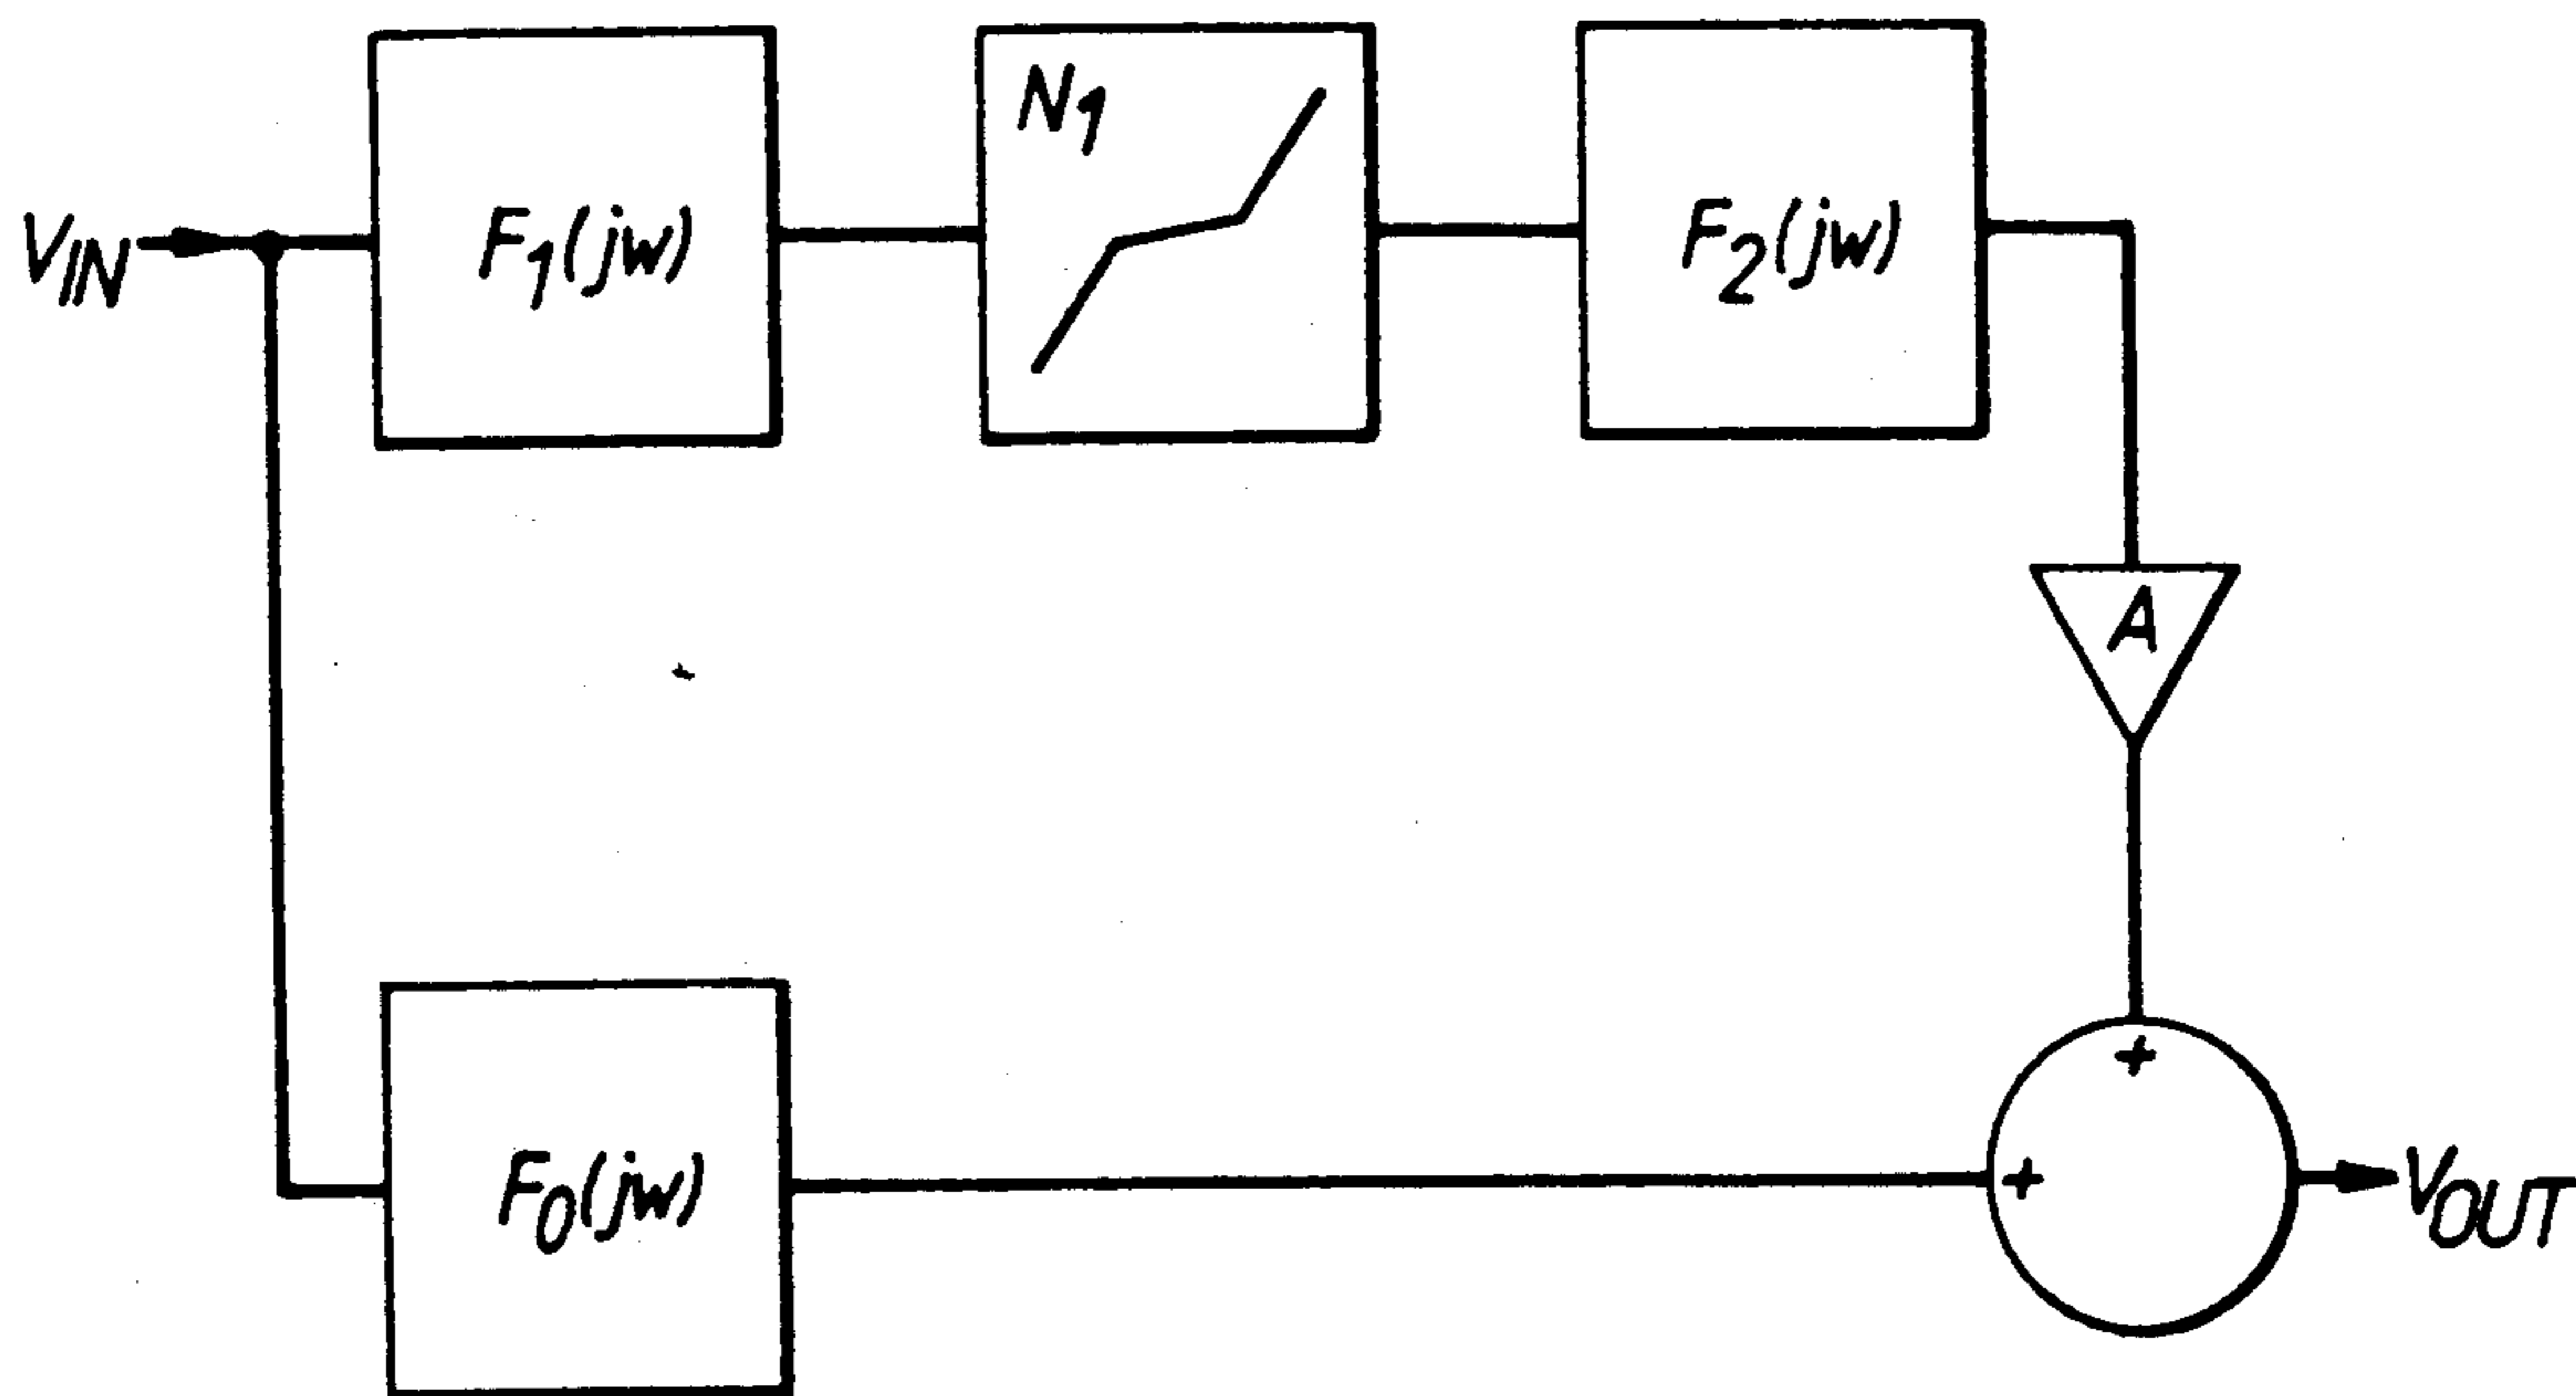 V_IN
F_1(jw)
N_1
F_2(jw)
A
+
F_0(jw)
+
V_OUT